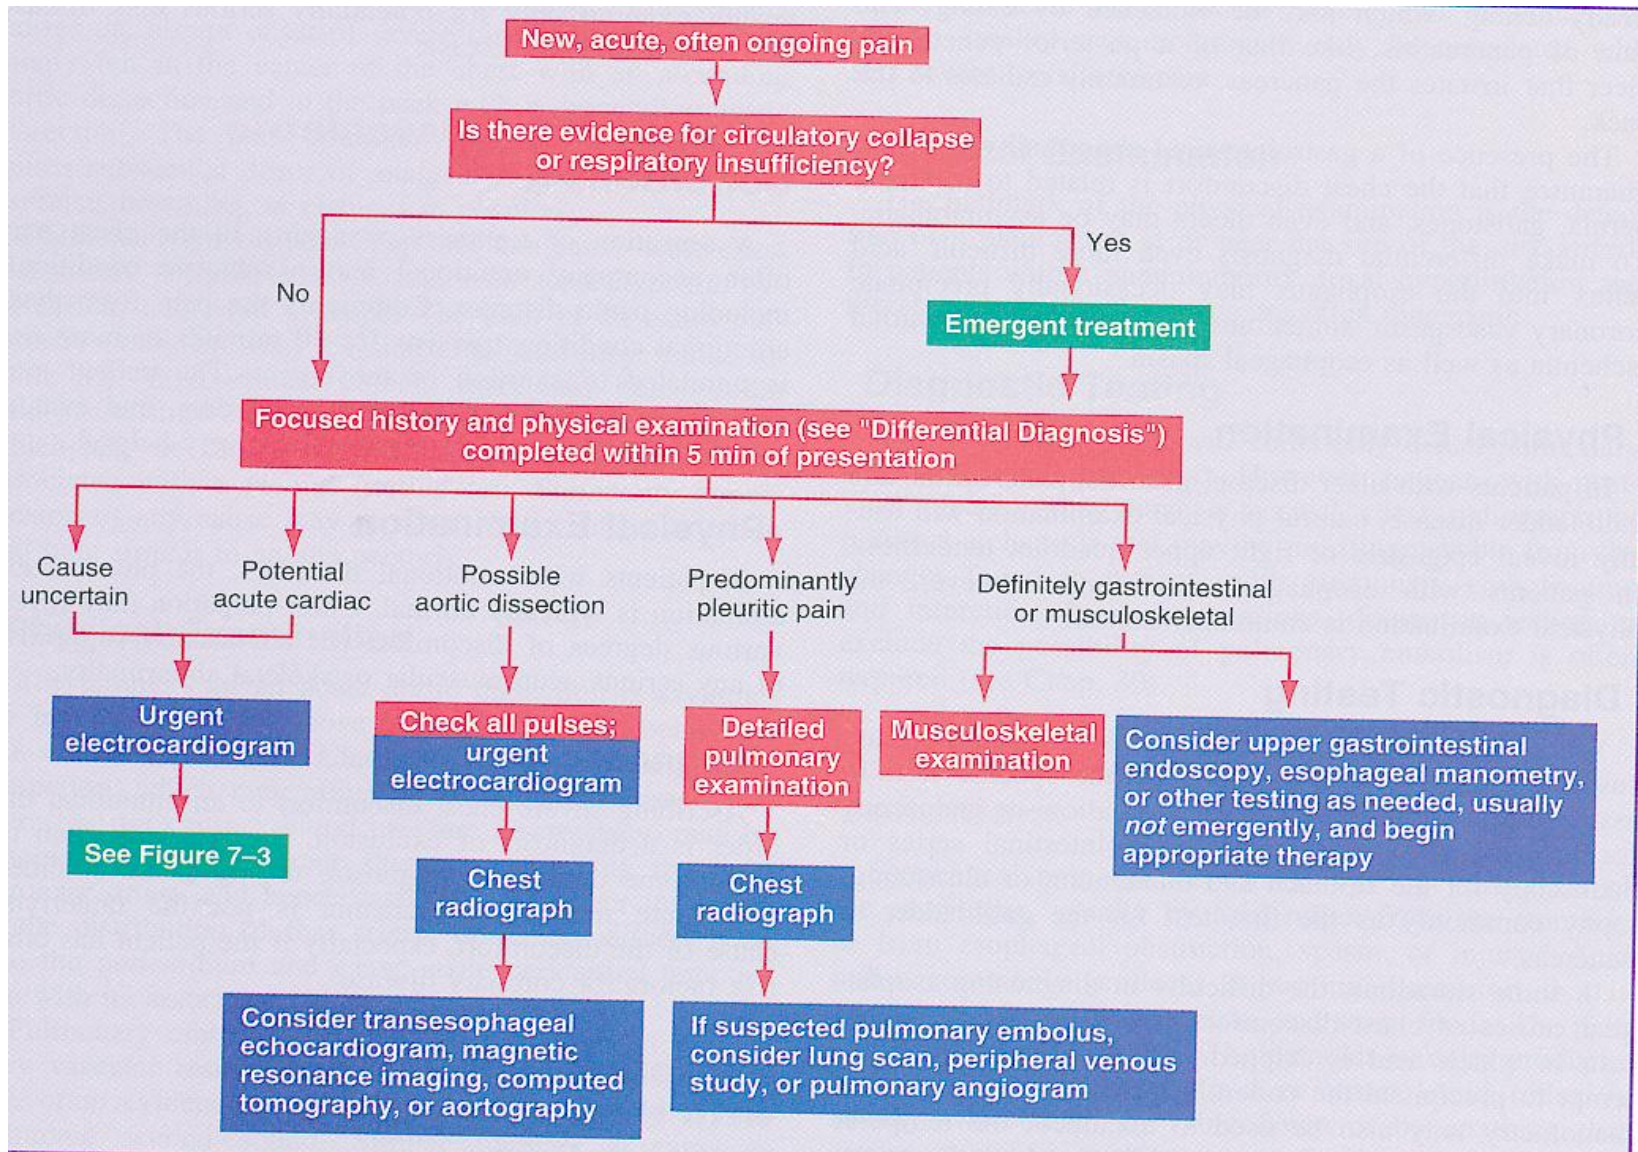 New, acute, often ongoing pain
Is there evidence for circulatory collapse
or respiratory insufficiency?
No
Yes
Emergent treatment
Focused history and physical examination (see "Differential Diagnosis")
completed within 5 min of presentation
Cause
uncertain
Potential
acute cardiac
Possible
aortic dissection
Predominantly
pleuritic pain
Definitely gastrointestinal
or musculoskeletal
Urgent
electrocardiogram
See Figure 7–3
Check all pulses;
urgent
electrocardiogram
Chest
radiograph
Consider transesophageal
echocardiogram, magnetic
resonance imaging, computed
tomography, or aortography
Detailed
pulmonary
examination
Chest
radiograph
If suspected pulmonary embolus,
consider lung scan, peripheral venous
study, or pulmonary angiogram
Musculoskeletal
examination
Consider upper gastrointestinal
endoscopy, esophageal manometry,
or other testing as needed, usually
not emergently, and begin
appropriate therapy